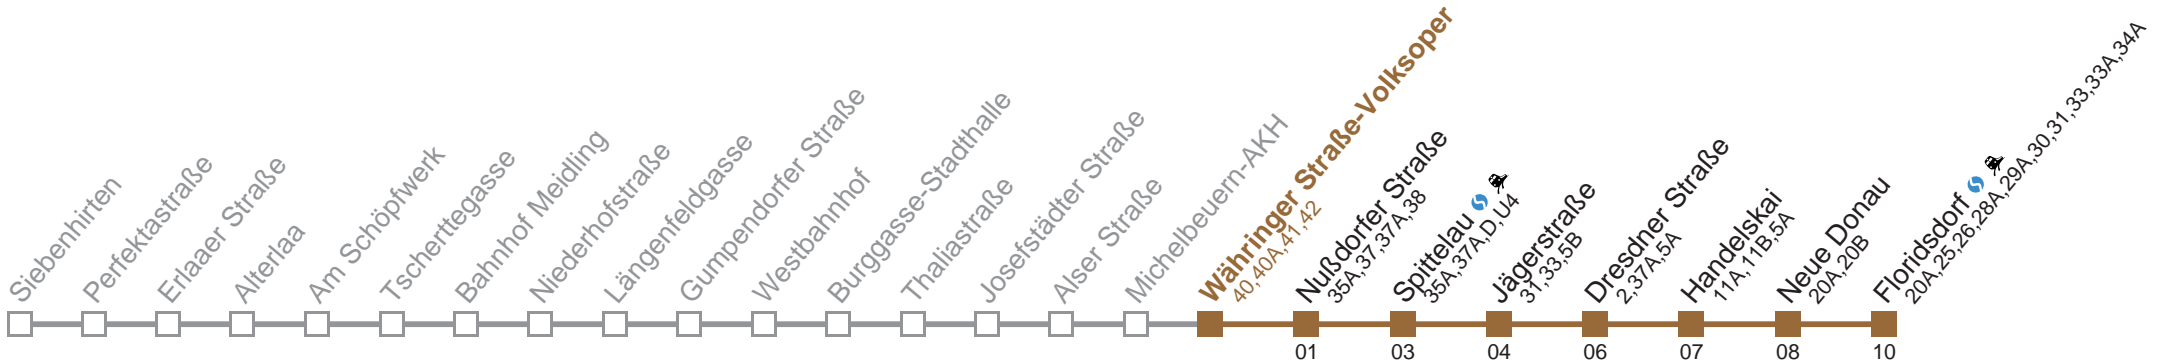 Siebenhirten
Perfektastraße
Erlaaer Straße
Alterlaa
Am Schöpfwerk
Tscherttegasse
Bahnhof Meidling
Niederhofstraße
Längenfeldgasse
Gumpendorfer Straße
Westbahnhof
Burggasse-Stadthalle
Thaliastraße
Josefstädter Straße
Alser Straße
Michelbeuern-AKH
Währinger Straße-Volksoper
40,40A,41,42
Nußdorfer Straße
35A,37,37A,38
Spittelau
35A,37A,D,U4
Jägerstraße
31,33,5B
Dresdner Straße
2,37A,5A
Handelskai
11A,11B,5A
Neue Donau
20A,20B
Floridsdorf
20A,25,26,28A,29A,30,31,33,33A,34A
01 03 04 06 07 08 10